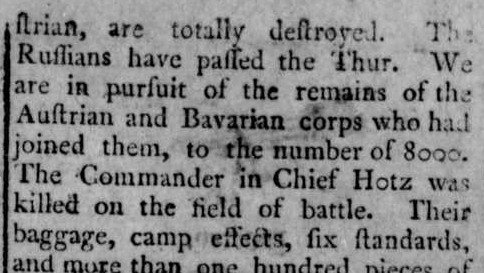 ſtrian, are totally deſtroyed. The
Ruſſians have paſſed the Thur. We
are in purſuit of the remains of the
Auſtrian and Bavarian corps who had
joined them, to the number of 8000.
The Commander in Chief Hotz was
killed on the field of battle. Their
baggage, camp effects, ſix ſtandards,
and more than one hundred pieces of